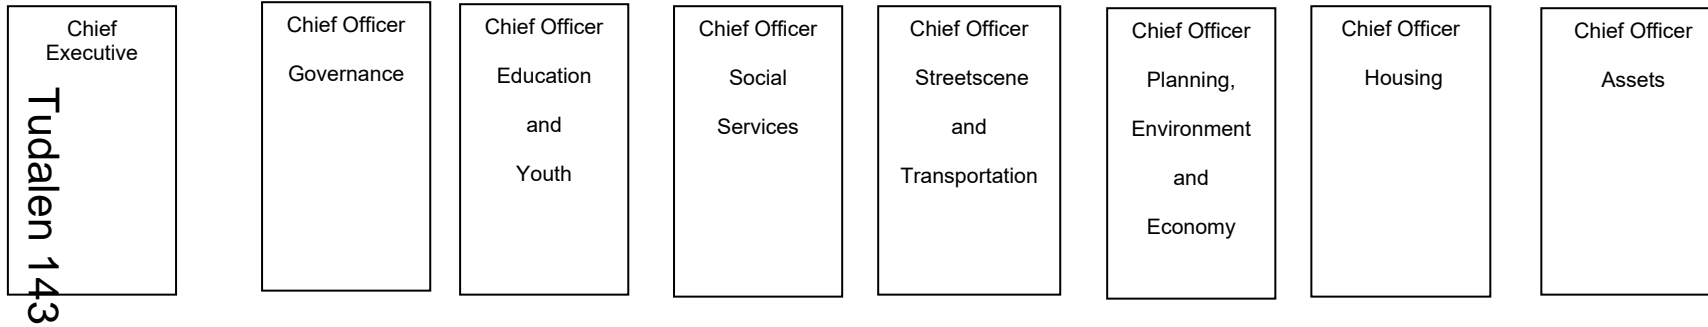 Chief
Executive
Tudalen 143
Chief Officer
Governance
Chief Officer
Education
and
Youth
Chief Officer
Social
Services
Chief Officer
Streetscene
and
Transportation
Chief Officer
Planning,
Environment
and
Economy
Chief Officer
Housing
Chief Officer
Assets